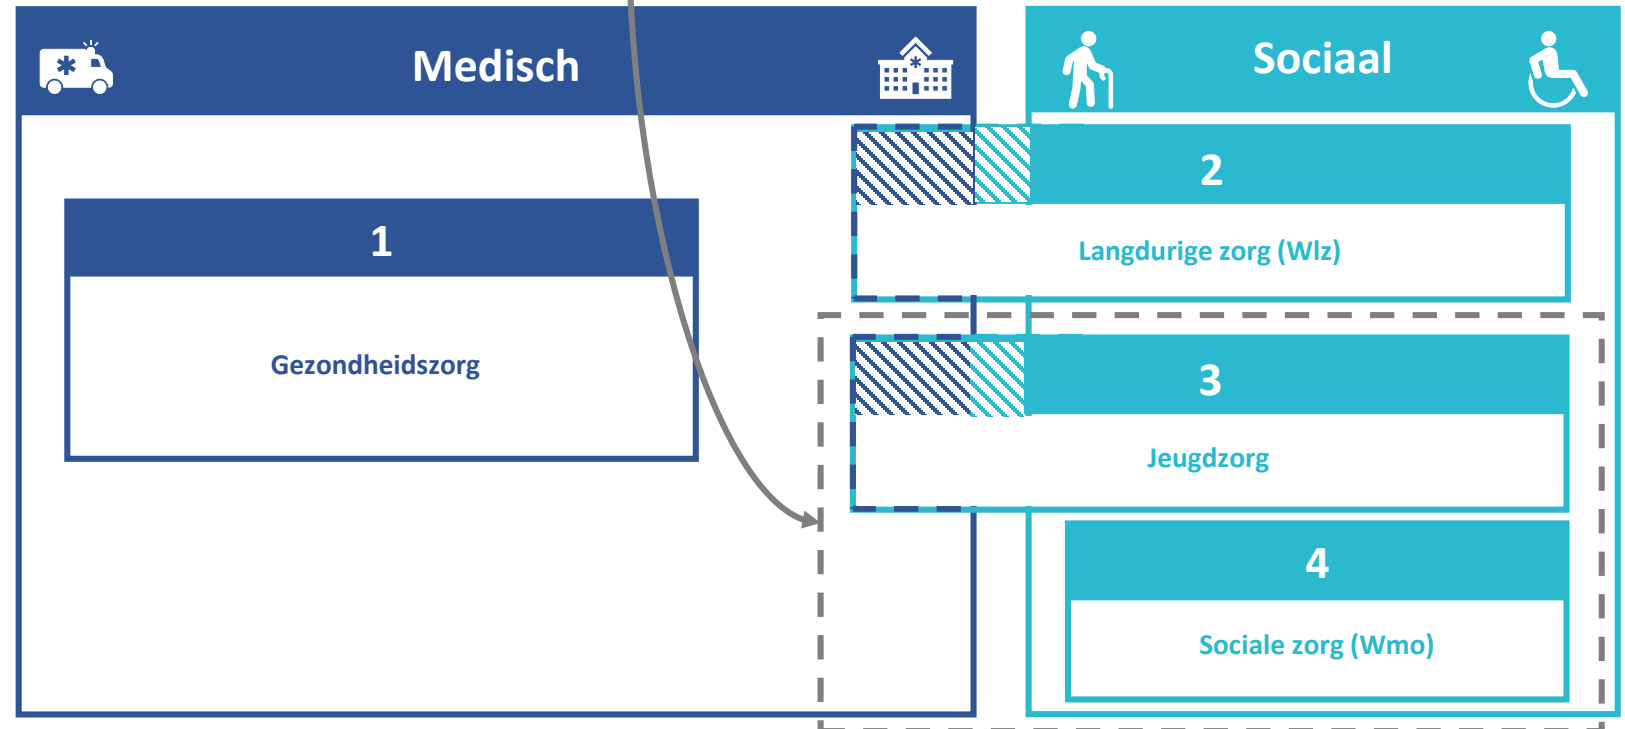 Medisch
1
Gezondheidszorg
Sociaal
2
Langdurige zorg (Wlz)
3
Jeugdzorg
4
Sociale zorg (Wmo)